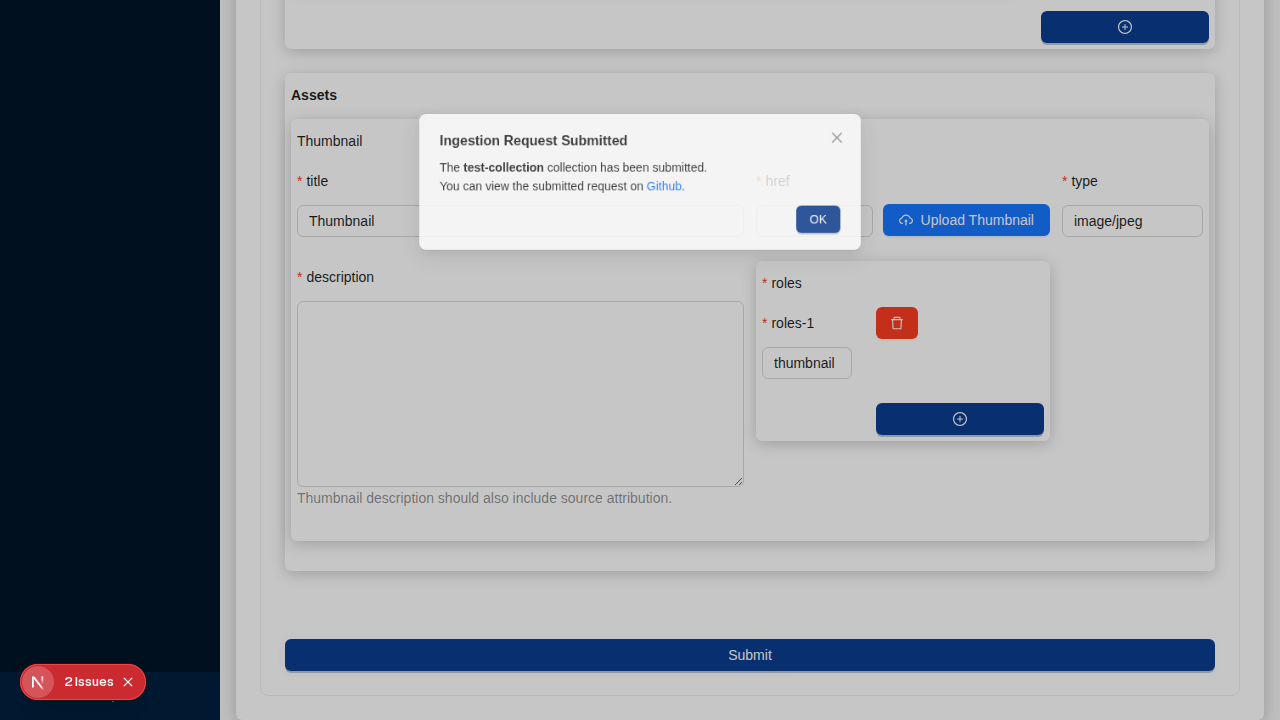 Assets
Thumbnail
Ingestion Request Submitted
The test-collection collection has been submitted.
You can view the submitted request on Github.
OK
* title
* href
* type
Thumbnail
Upload Thumbnail
image/jpeg
* description
* roles
* roles-1
thumbnail
Thumbnail description should also include source attribution.
Submit
N
2 Issues